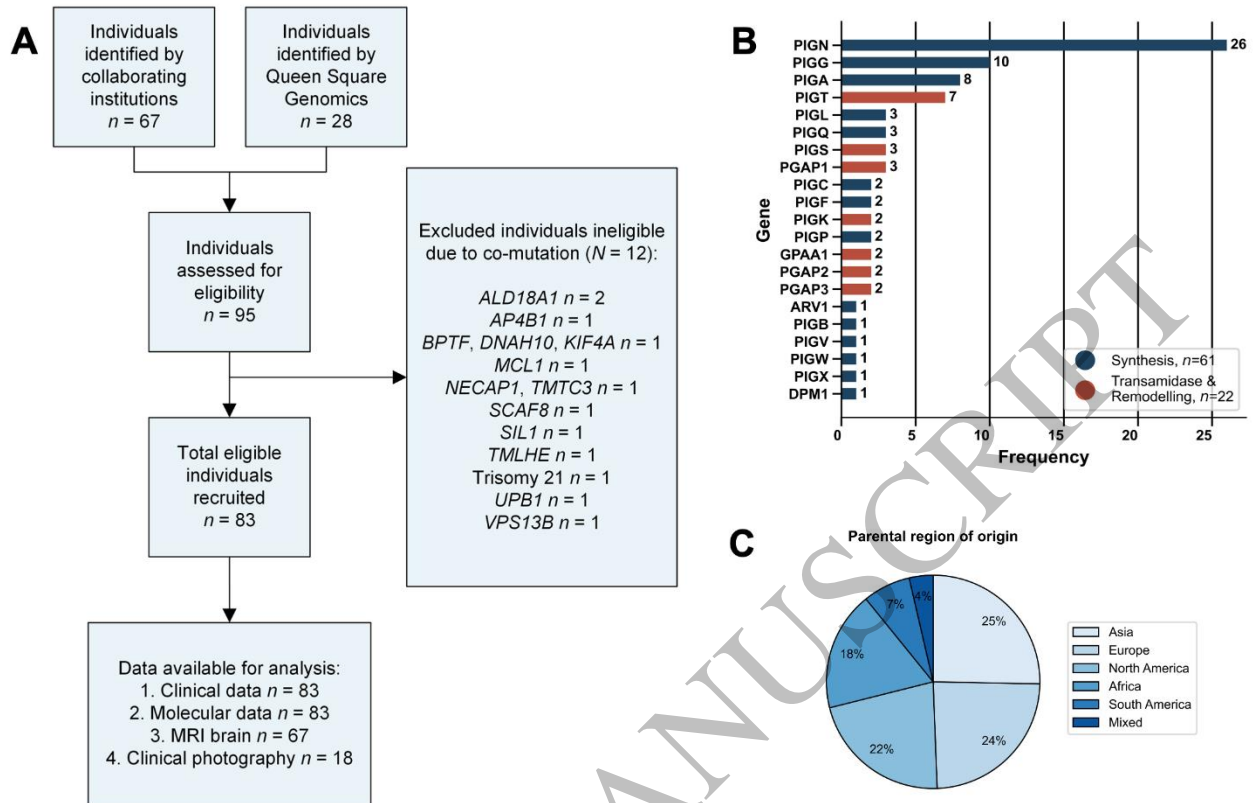 A
Individuals
identified by
collaborating
institutions
n = 67
Individuals
identified by
Queen Square
Genomics
n = 28
Individuals
assessed for
eligibility
n = 95
Excluded individuals ineligible
due to co-mutation (N = 12):
ALD18A1 n = 2
AP4B1 n = 1
BPTF, DNAH10, KIF4A n = 1
MCL1 n = 1
NECAP1, TMTC3 n = 1
SCAF8 n = 1
SIL1 n = 1
TMLHE n = 1
Trisomy 21 n = 1
UPB1 n = 1
VPS13B n = 1
Total eligible
individuals
recruited
n = 83
Data available for analysis:
1. Clinical data n = 83
2. Molecular data n = 83
3. MRI brain n = 67
4. Clinical photography n = 18
B
Gene
PIGN 26
PIGG 10
PIGA 8
PIGT 7
PIGL 3
PIGQ 3
PIGS 3
PGAP1 3
PIGC 2
PIGF 2
PIGK 2
PIGP 2
GPAA1 2
PGAP2 2
PGAP3 2
ARV1 1
PIGB 1
PIGV 1
PIGW 1
PIGX 1
DPM1 1
Synthesis, n=61
Transamidase &
Remodelling, n=22
0 5 10 15 20 25
Frequency
C
Parental region of origin
4%
7%
25%
18%
22%
24%
Asia
Europe
North America
Africa
South America
Mixed
ANUSCRIPT